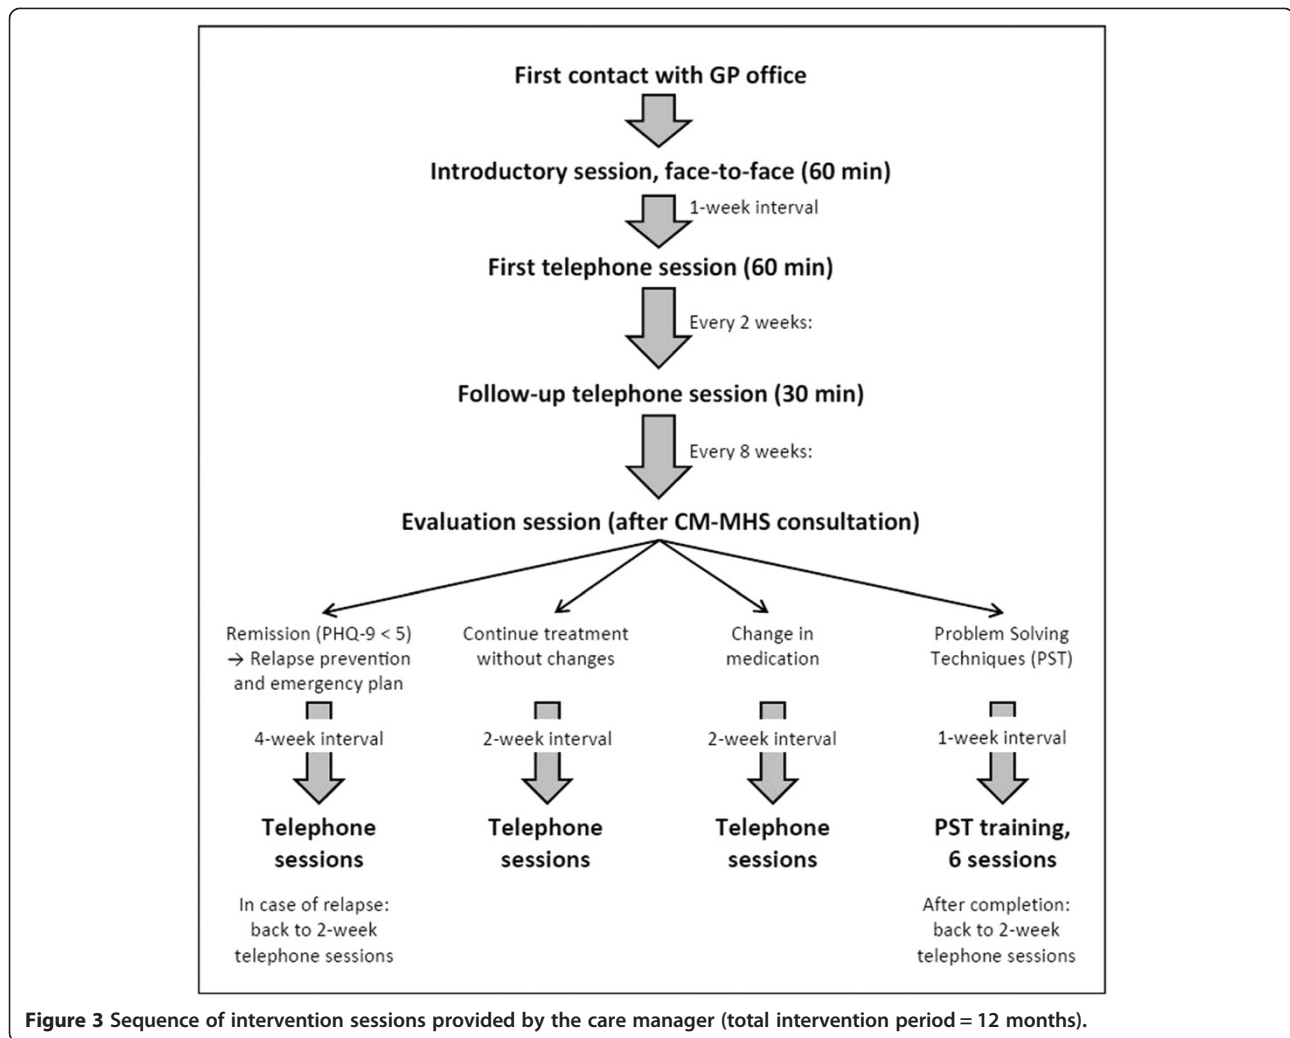 First contact with GP office
Introductory session, face-to-face (60 min)
1-week interval
First telephone session (60 min)
Every 2 weeks:
Follow-up telephone session (30 min)
Every 8 weeks:
Evaluation session (after CM-MHS consultation)
Remission (PHQ-9 < 5)
→ Relapse prevention
and emergency plan
4-week interval
Telephone
sessions
In case of relapse:
back to 2-week
telephone sessions
Continue treatment
without changes
2-week interval
Telephone
sessions
Change in
medication
2-week interval
Telephone
sessions
Problem Solving
Techniques (PST)
1-week interval
PST training,
6 sessions
After completion:
back to 2-week
telephone sessions
Figure 3 Sequence of intervention sessions provided by the care manager (total intervention period = 12 months).